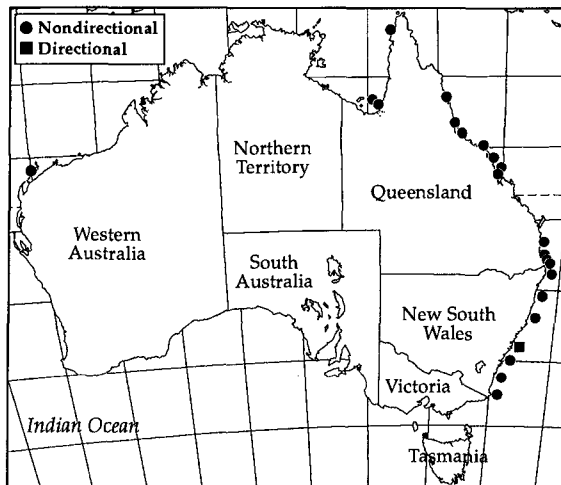 Nondirectional
Directional
Northern
Territory
Queensland
Western
Australia
South
Australia
New South
Wales
Victoria
Indian Ocean
Tasmania